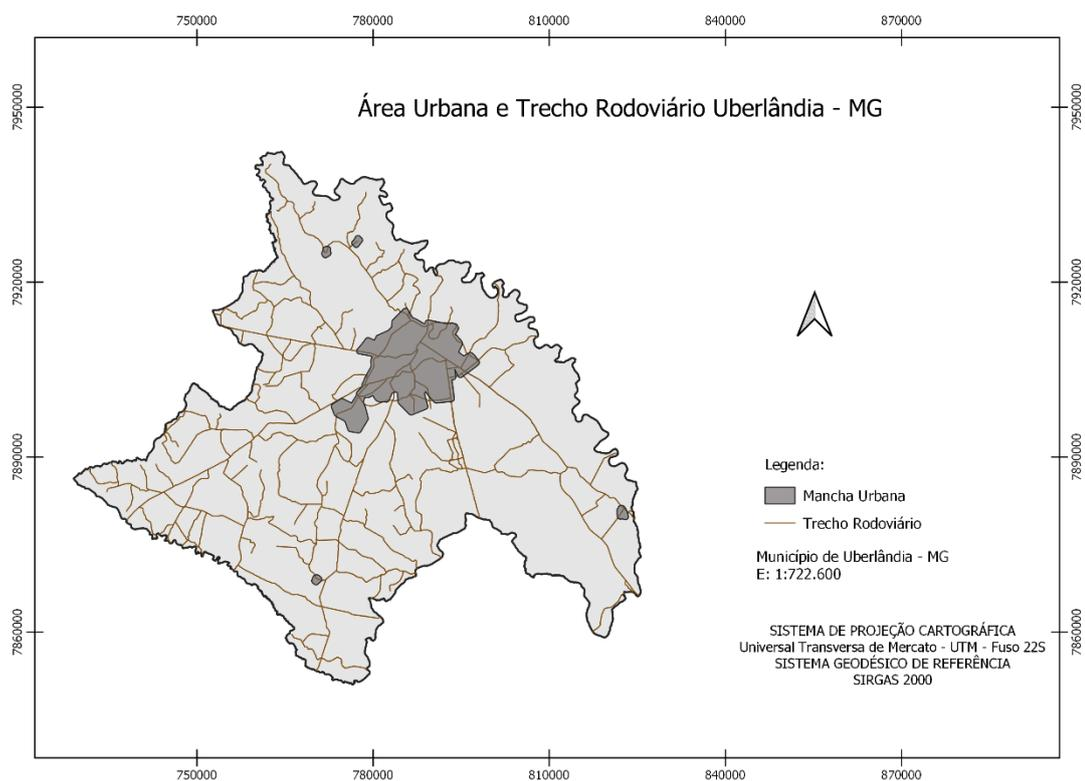 750000 780000 810000 840000 870000
7950000 7950000
Área Urbana e Trecho Rodoviário Uberlândia - MG
7920000 7920000
7890000 7890000
Legenda:
Mancha Urbana
Trecho Rodoviário
Município de Uberlândia - MG
E: 1:722.600
7860000 7860000
SISTEMA DE PROJEÇÃO CARTOGRÁFICA
Universal Transversa de Mercato - UTM - Fuso 22S
SISTEMA GEODÉSICO DE REFERÊNCIA
SIRGAS 2000
750000 780000 810000 840000 870000